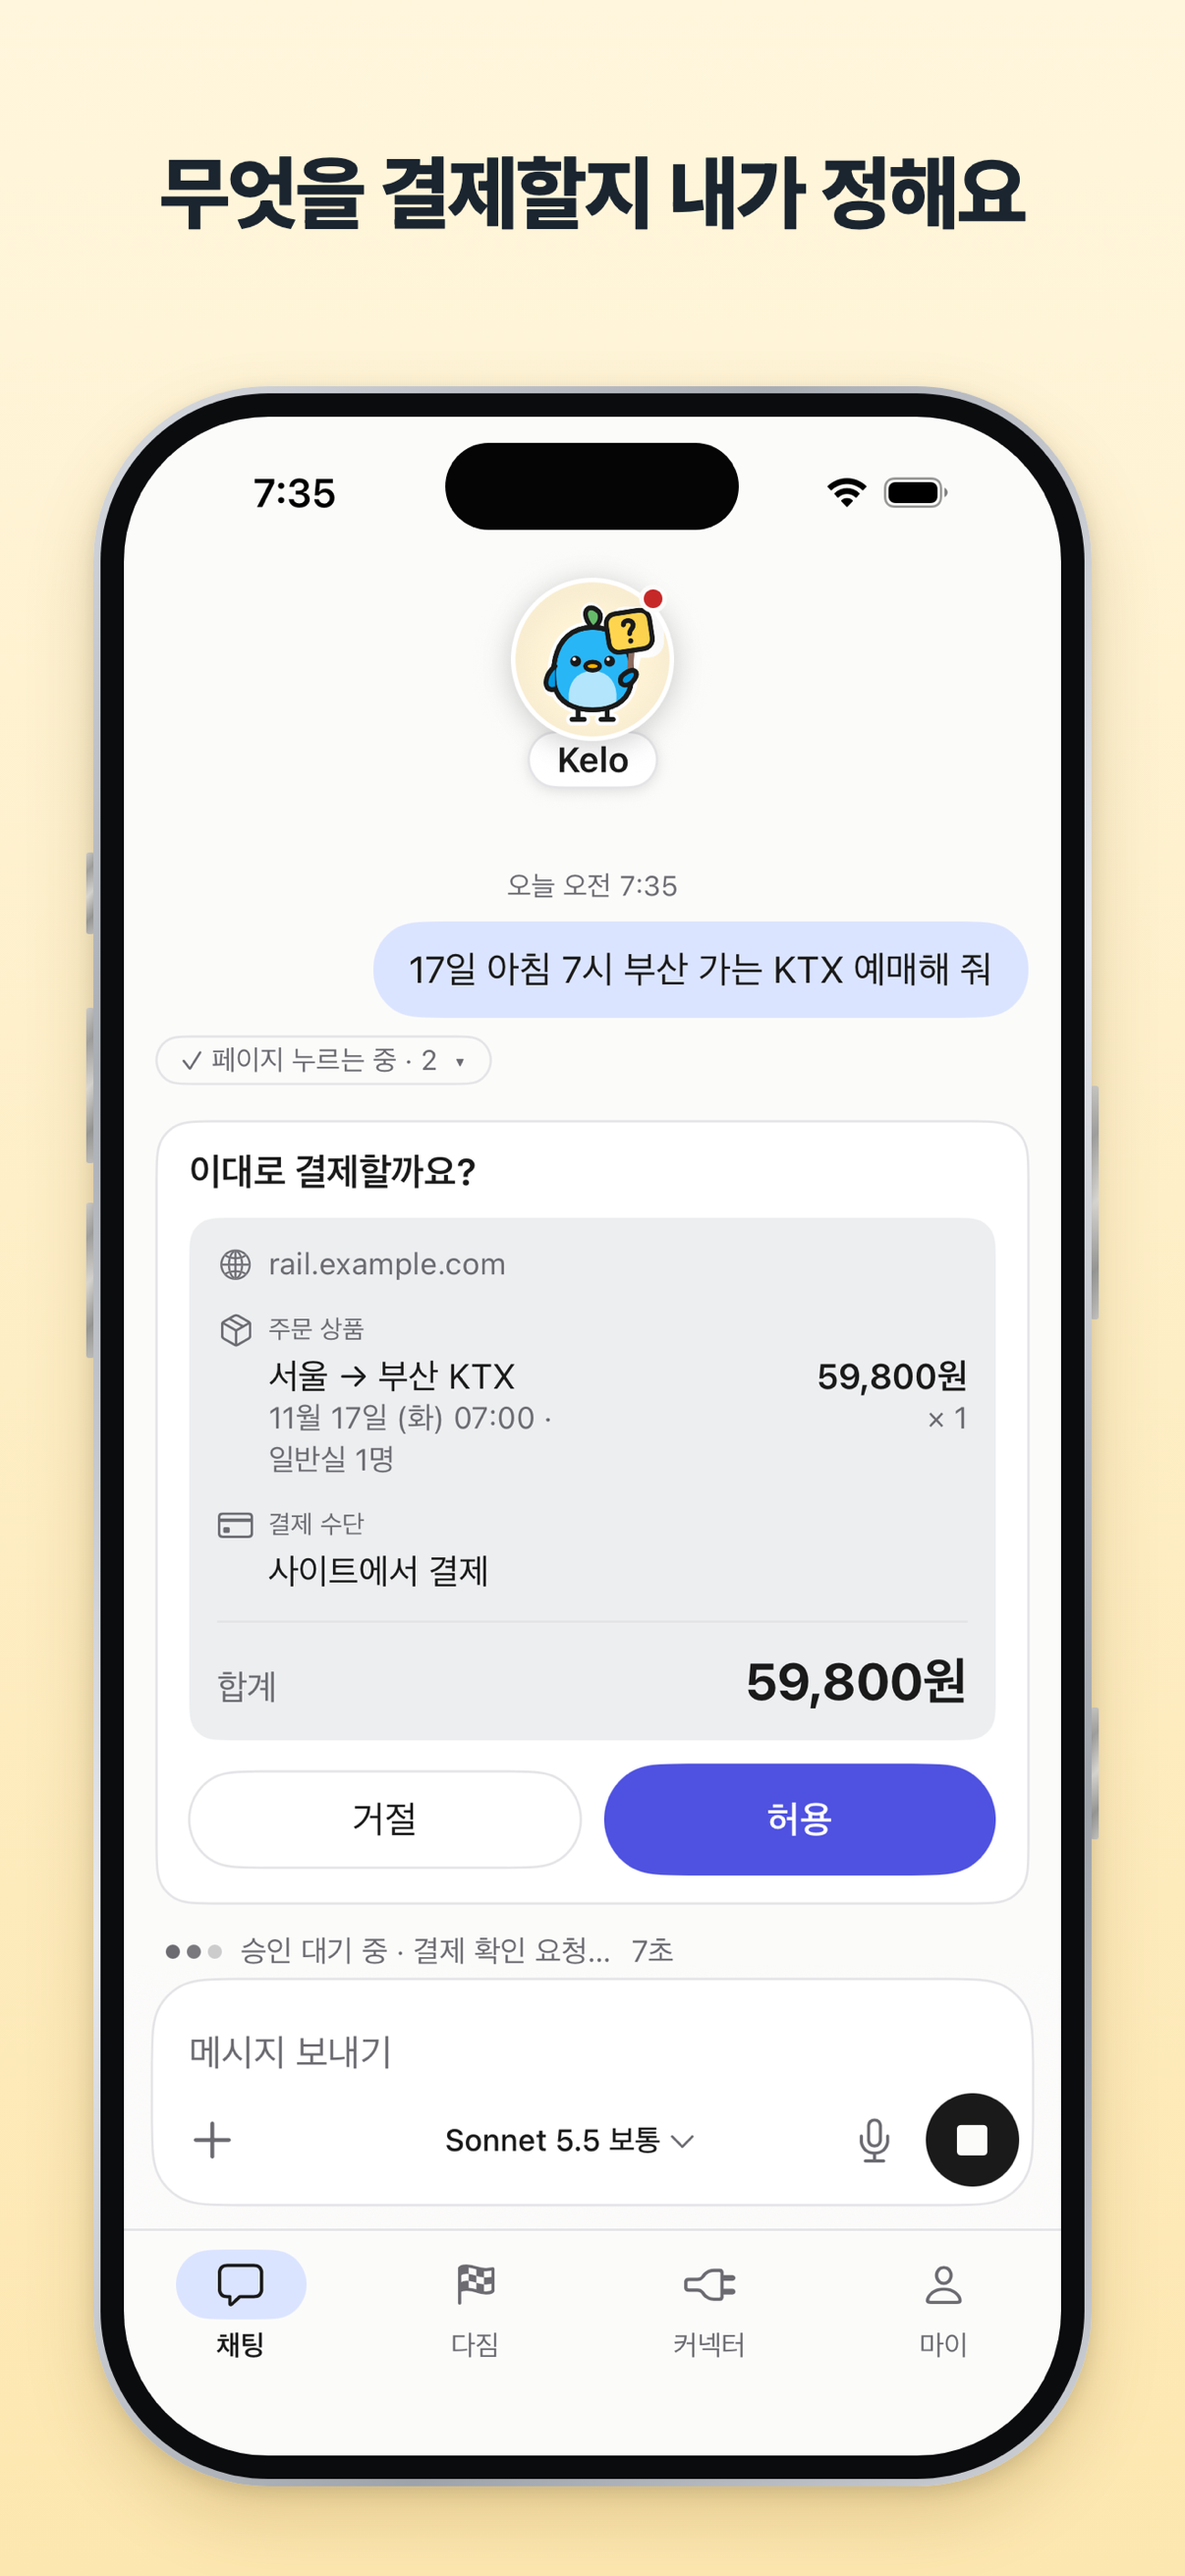 무엇을 결제할지 내가 정해요
7:35
?
Kelo
오늘 오전 7:35
17일 아침 7시 부산 가는 KTX 예매해 줘
페이지 누르는 중 · 2
이대로 결제할까요?
rail.example.com
주문 상품
서울 → 부산 KTX 59,800원
11월 17일 (화) 07:00 · × 1
일반실 1명
결제 수단
사이트에서 결제
합계 59,800원
거절 허용
승인 대기 중 · 결제 확인 요청... 7초
메시지 보내기
Sonnet 5.5 보통
채팅 다짐 커넥터 마이